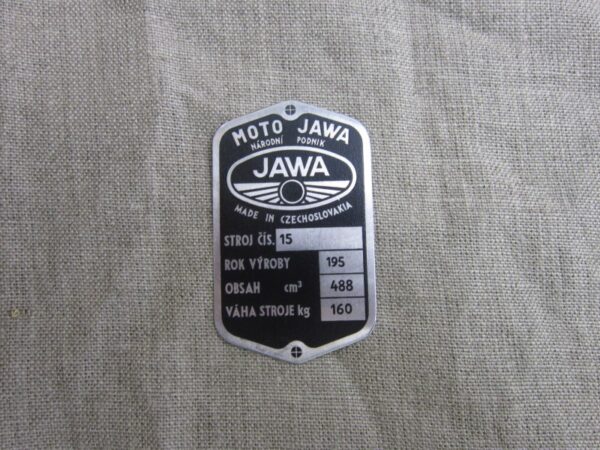 MOTO JAWA
NÁRODNÍ PODNIK
JAWA
MADE IN CZECHOSLOVAKIA
STROJ ČÍS. 15
ROK VÝROBY 195
OBSAH cm³ 488
VÁHA STROJE kg 160